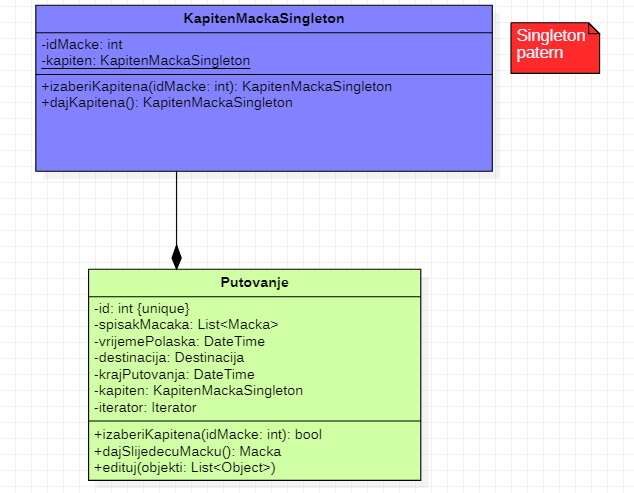 KapitenMackaSingleton
-idMacke: int
-kapiten: KapitenMackaSingleton
+izaberiKapitena(idMacke: int): KapitenMackaSingleton
+dajKapitena(): KapitenMackaSingleton
Singleton
patern
Putovanje
-id: int {unique}
-spisakMacaka: List<Macka>
-vrijemePolaska: DateTime
-destinacija: Destinacija
-krajPutovanja: DateTime
-kapiten: KapitenMackaSingleton
-iterator: Iterator
+izaberiKapitena(idMacke: int): bool
+dajSlijedecuMacku(): Macka
+edituj(objekti: List<Object>)